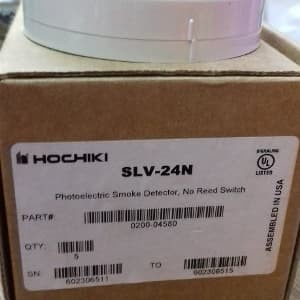 HOCHIKI
SLV-24N
Photoelectric Smoke Detector, No Reed Switch
PART#
0200-04580
QTY:
5
SN:
602306511
TO
602306515
SIGNALING
UL
LISTED
ASSEMBLED IN USA